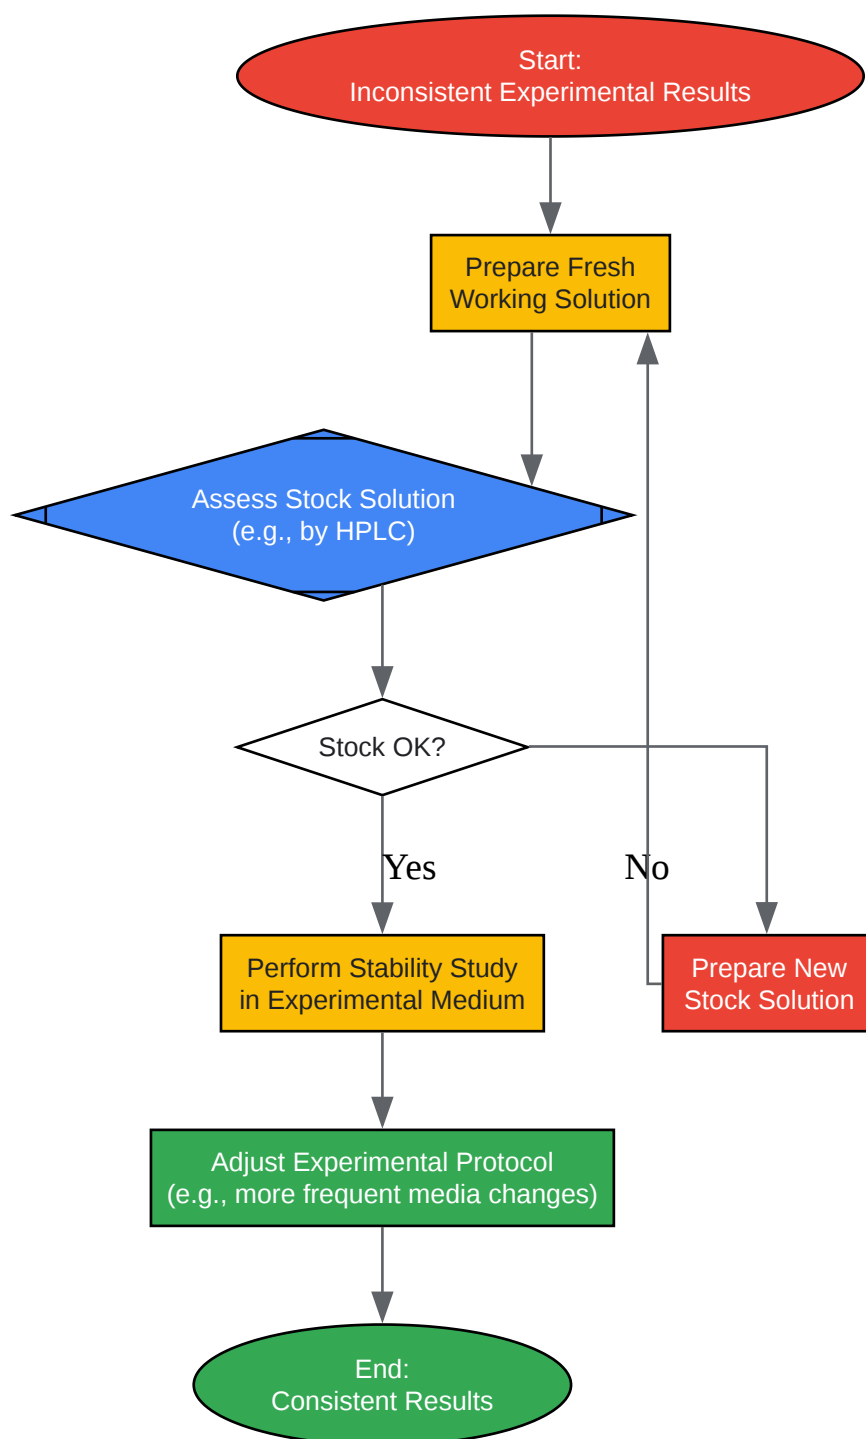 Start:
Inconsistent Experimental Results
Prepare Fresh
Working Solution
Assess Stock Solution
(e.g., by HPLC)
Stock OK?
Yes
No
Perform Stability Study
in Experimental Medium
Prepare New
Stock Solution
Adjust Experimental Protocol
(e.g., more frequent media changes)
End:
Consistent Results